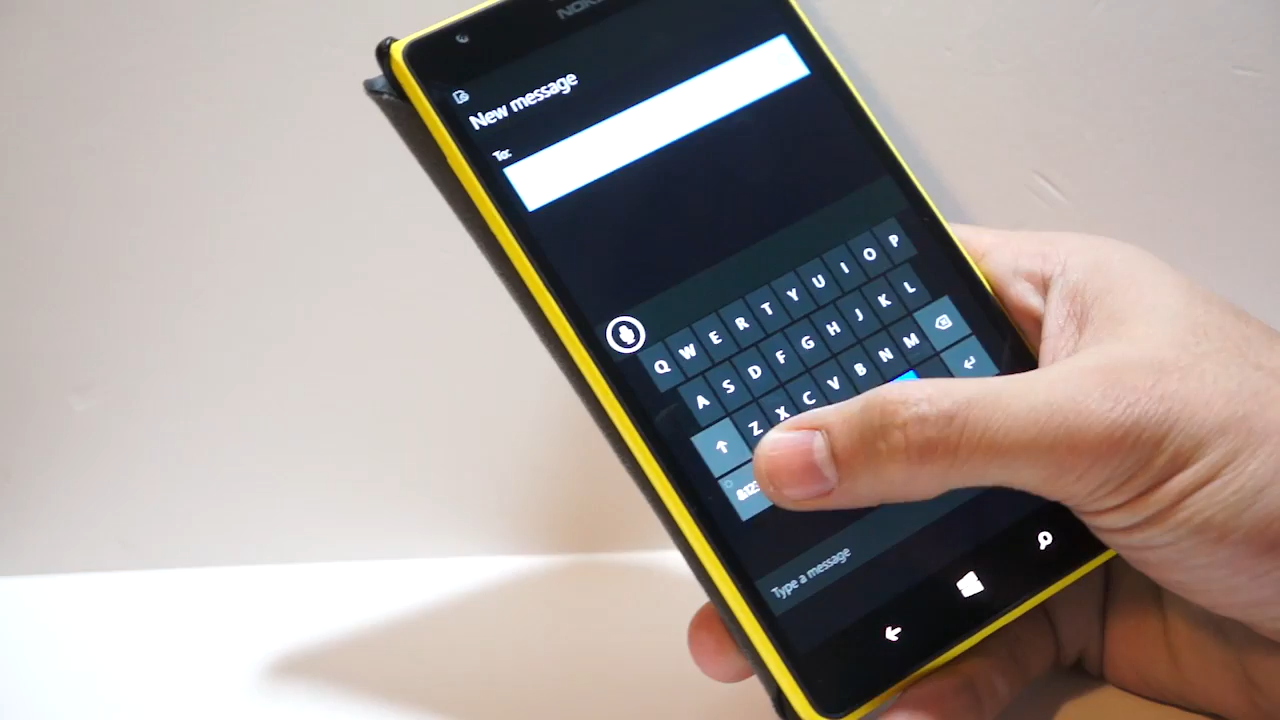 NOKIA
New message
To:
Q W E R T Y U I O P
A S D F G H J K L
Z X C V B N M
&123
Type a message